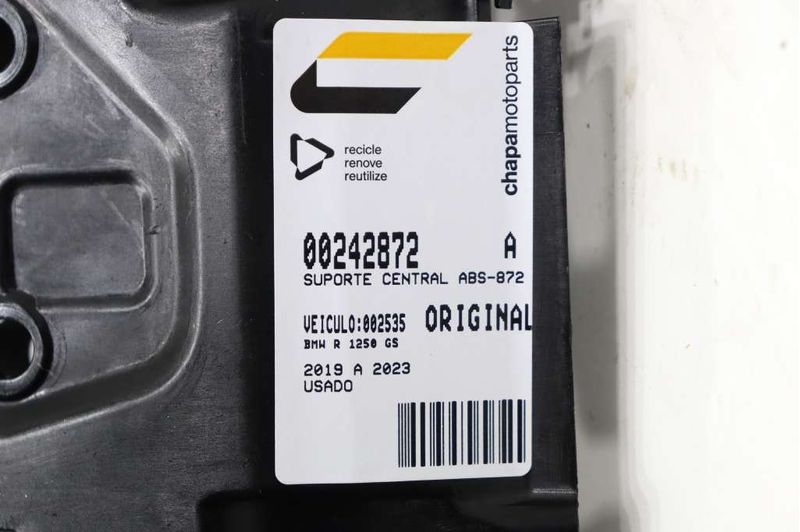 chapamotoparts
recicle
renove
reutilize
00242872 A
SUPORTE CENTRAL ABS-872
VEICULO:002535 ORIGINAL
BMW R 1250 GS
2019 A 2023
USADO